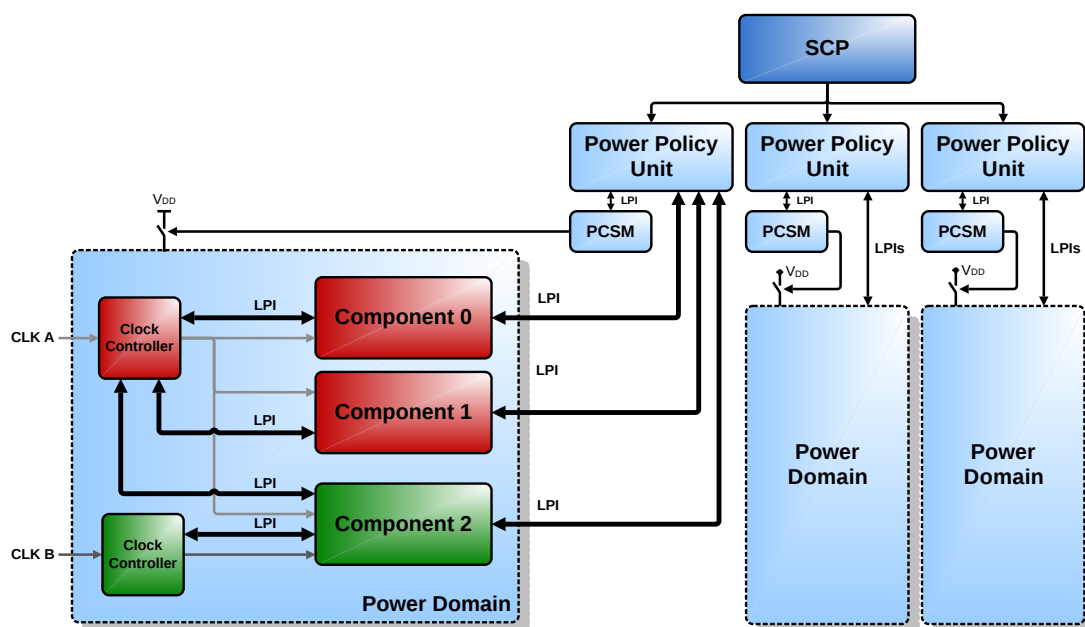 SCP
Power Policy
Unit
Power Policy
Unit
Power Policy
Unit
LPI
LPI
LPI
PCSM
PCSM
PCSM
VDD
LPIs
LPIs
VDD
VDD
LPI
Component 0
LPI
CLK A
Clock
Controller
LPI
Component 1
LPI
LPI
Component 2
LPI
LPI
CLK B
Clock
Controller
Power Domain
Power
Domain
Power
Domain